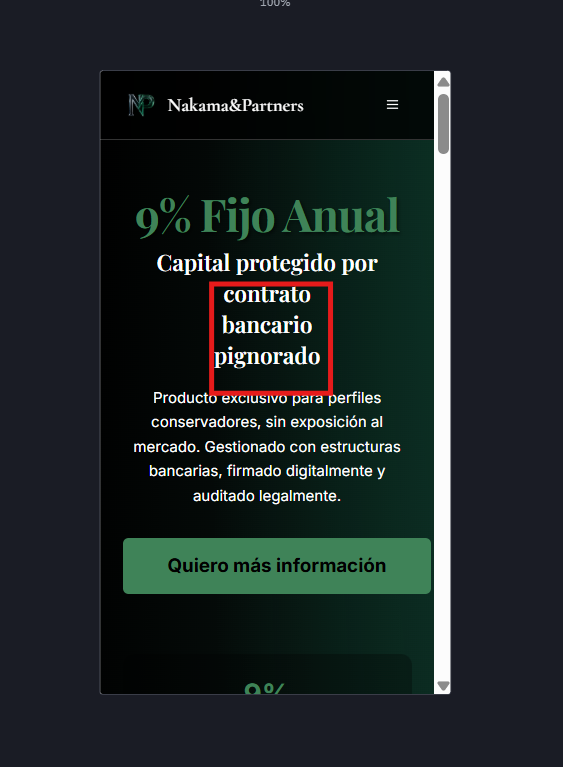 100%
Nakama&Partners
9% Fijo Anual
Capital protegido por
contrato
bancario
pignorado
Producto exclusivo para perfiles
conservadores, sin exposición al
mercado. Gestionado con estructuras
bancarias, firmado digitalmente y
auditado legalmente.
Quiero más información
9%